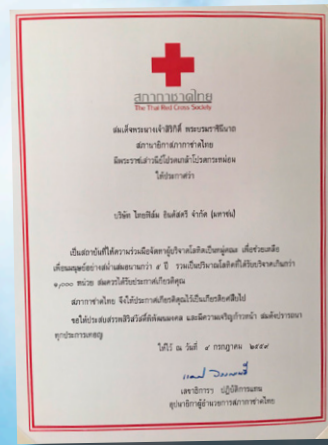 สภากาชาดไทย
The Thai Red Cross Society
สมเด็จพระนางเจ้าสิริกิติ์ พระบรมราชินีนาถ
สภานายิกาสภากาชาดไทย
มีพระราชเสาวนีย์โปรดเกล้าโปรดกระหม่อม
ให้ประกาศว่า
บริษัท ไทยฟิล์ม อินดัสตรี่ จำกัด (มหาชน)
เป็นสถาบันที่ให้ความร่วมมือจัดหาผู้บริจาคโลหิตเป็นหมู่คณะ เพื่อช่วยเหลือ
เพื่อนมนุษย์อย่างสม่ำเสมอนานกว่า ๕ ปี รวมเป็นปริมาณโลหิตที่ได้รับบริจาคเกินกว่า
๑,๐๐๐ หน่วย สมควรได้รับประกาศเกียรติคุณ
สภากาชาดไทย จึงให้ประกาศเกียรติคุณไว้เป็นเกียรติยศสืบไป
ขอให้ประสบสรรพสิริสวัสดิ์พิพัฒนมงคล และมีความเจริญก้าวหน้า สมดังปรารถนา
ทุกประการเทอญ
ให้ไว้ ณ วันที่ ๔ กรกฎาคม ๒๕๕๙
เลขาธิการฯ ปฏิบัติการแทน
อุปนายิกาผู้อำนวยการสภากาชาดไทย